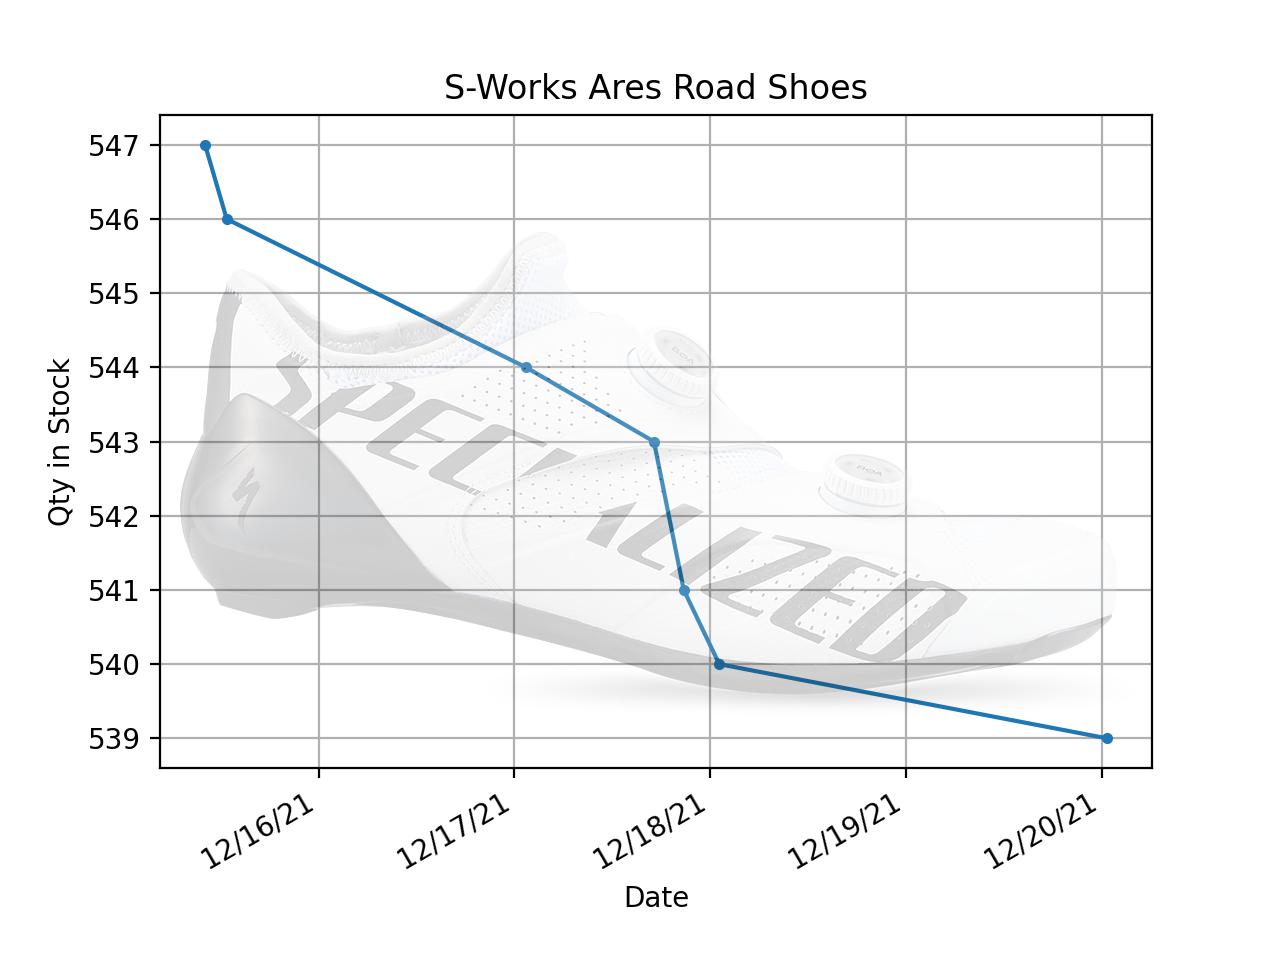 S-Works Ares Road Shoes
547
546
545
544
543
542
541
540
539
Qty in Stock
BOA
BOA
SPECIALIZED
12/16/21
12/17/21
12/18/21
12/19/21
12/20/21
Date